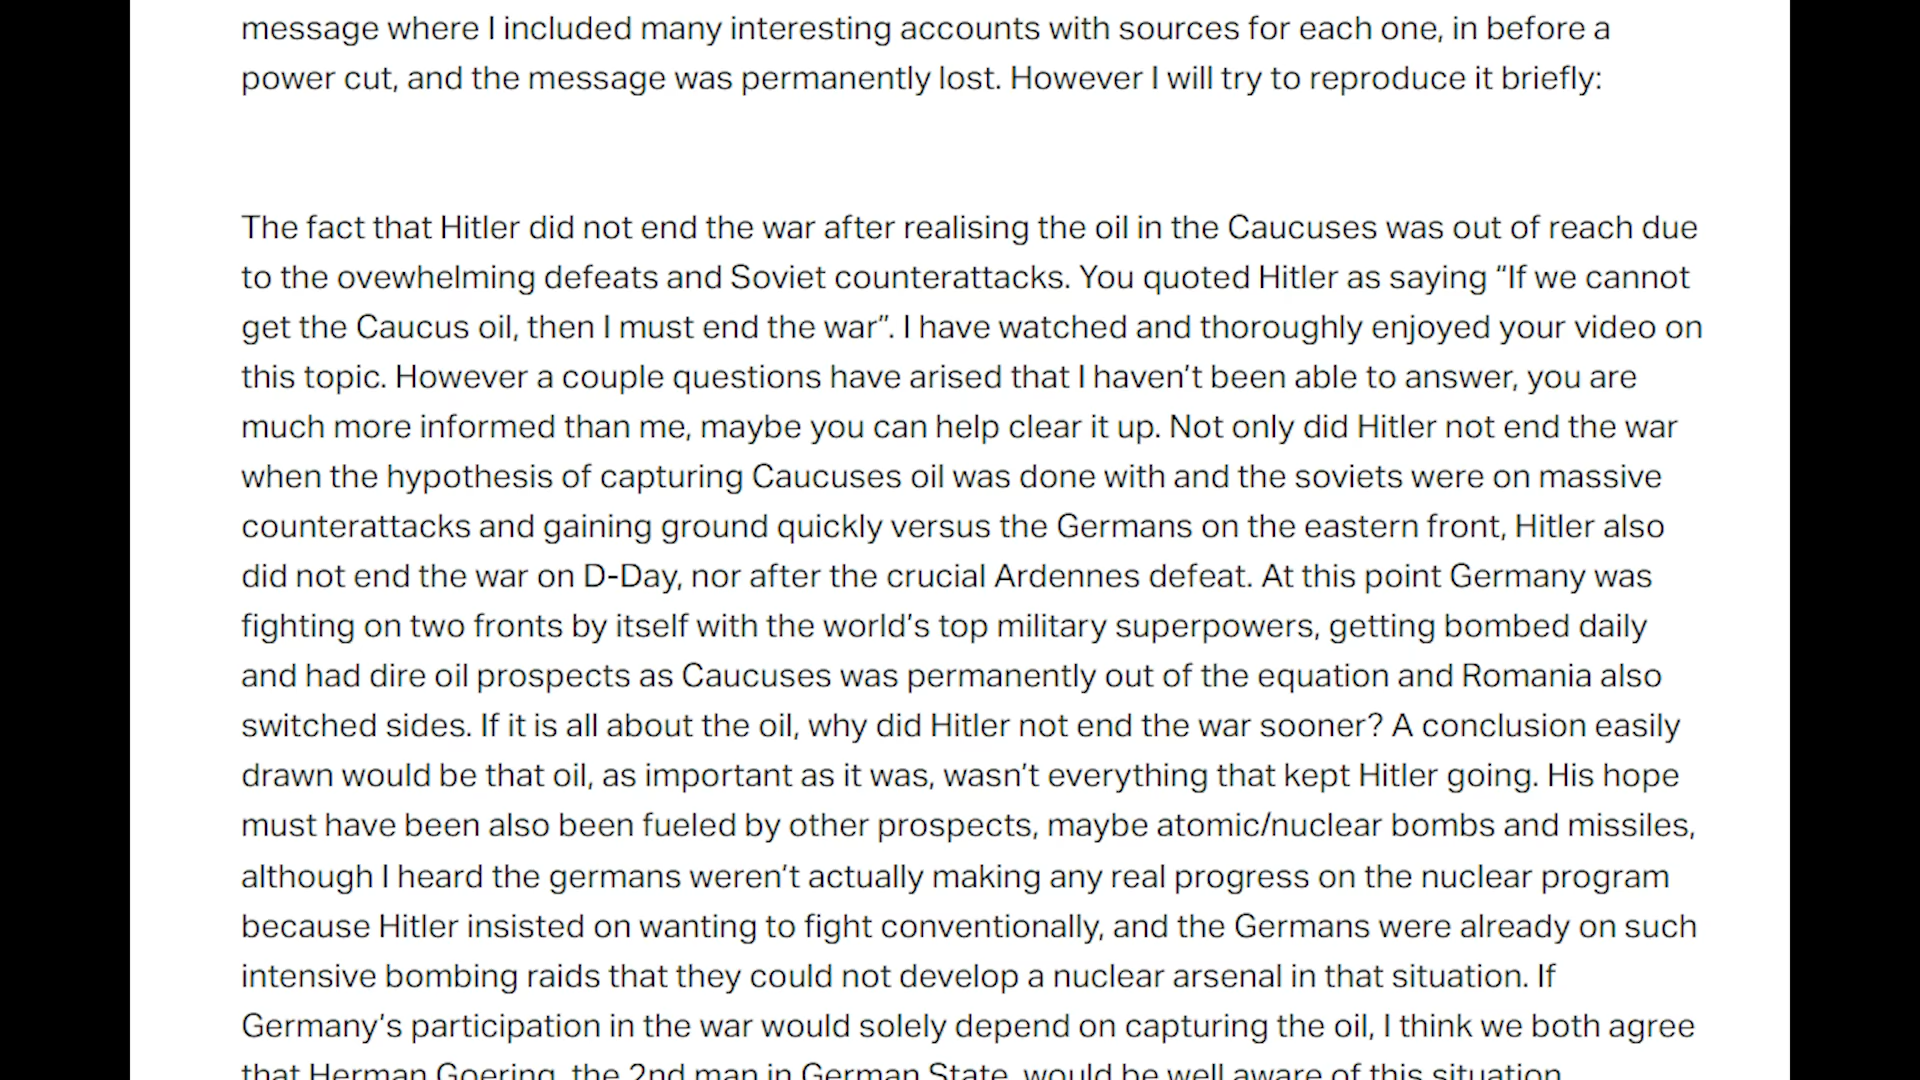 message where I included many interesting accounts with sources for each one, in before a
power cut, and the message was permanently lost. However I will try to reproduce it briefly:
The fact that Hitler did not end the war after realising the oil in the Caucuses was out of reach due
to the ovewhelming defeats and Soviet counterattacks. You quoted Hitler as saying “If we cannot
get the Caucus oil, then I must end the war”. I have watched and thoroughly enjoyed your video on
this topic. However a couple questions have arised that I haven’t been able to answer, you are
much more informed than me, maybe you can help clear it up. Not only did Hitler not end the war
when the hypothesis of capturing Caucuses oil was done with and the soviets were on massive
counterattacks and gaining ground quickly versus the Germans on the eastern front, Hitler also
did not end the war on D-Day, nor after the crucial Ardennes defeat. At this point Germany was
fighting on two fronts by itself with the world’s top military superpowers, getting bombed daily
and had dire oil prospects as Caucuses was permanently out of the equation and Romania also
switched sides. If it is all about the oil, why did Hitler not end the war sooner? A conclusion easily
drawn would be that oil, as important as it was, wasn’t everything that kept Hitler going. His hope
must have been also been fueled by other prospects, maybe atomic/nuclear bombs and missiles,
although I heard the germans weren’t actually making any real progress on the nuclear program
because Hitler insisted on wanting to fight conventionally, and the Germans were already on such
intensive bombing raids that they could not develop a nuclear arsenal in that situation. If
Germany’s participation in the war would solely depend on capturing the oil, I think we both agree
that Herman Goering, the 2nd man in German State, would be well aware of this situation.